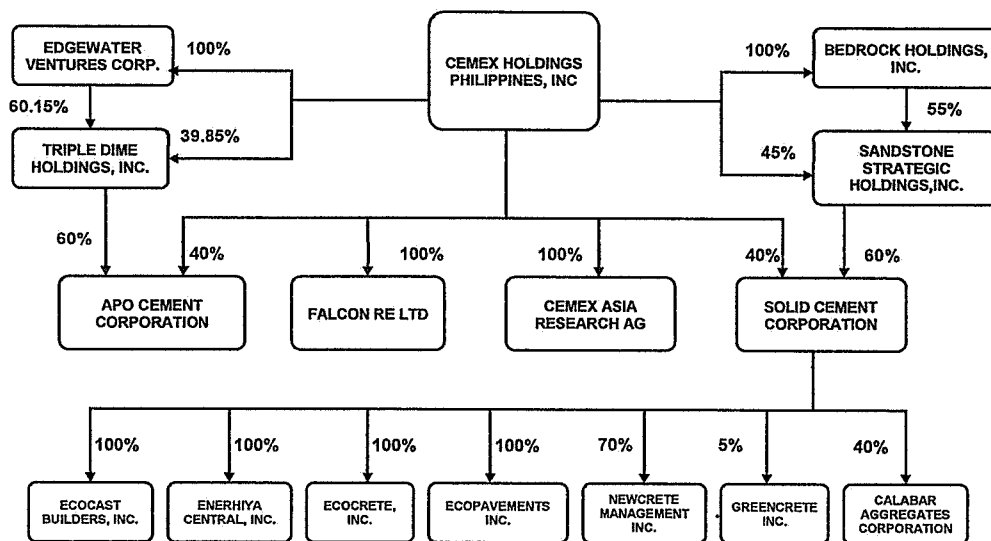 EDGEWATER
VENTURES CORP.
100%
CEMEX HOLDINGS
PHILIPPINES, INC
100%
BEDROCK HOLDINGS,
INC.
60.15%
39.85%
55%
TRIPLE DIME
HOLDINGS, INC.
45%
SANDSTONE
STRATEGIC
HOLDINGS,INC.
60%
40%
100%
100%
40%
60%
APO CEMENT
CORPORATION
FALCON RE LTD
CEMEX ASIA
RESEARCH AG
SOLID CEMENT
CORPORATION
100%
100%
100%
100%
70%
5%
40%
ECOCAST
BUILDERS, INC.
ENERHIYA
CENTRAL, INC.
ECOCRETE,
INC.
ECOPAVEMENTS
INC.
NEWCRETE
MANAGEMENT
INC.
GREENCRETE
INC.
CALABAR
AGGREGATES
CORPORATION